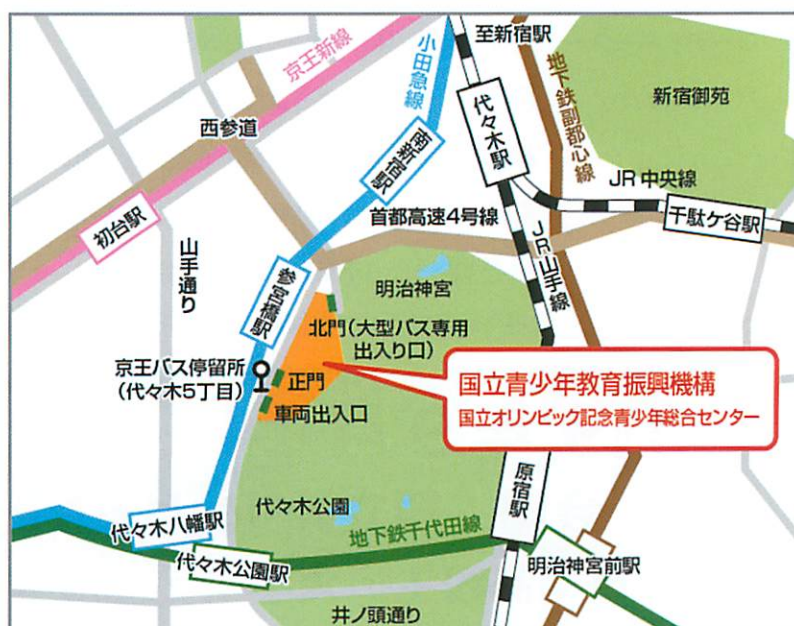 至新宿駅
京王新線
小田急線
地下鉄副都心線
新宿御苑
西参道
南新宿駅
代々木駅
JR中央線
初台駅
山手通り
首都高速4号線
千駄ケ谷駅
JR山手線
参宮橋駅
明治神宮
北門(大型バス専用
出入り口)
京王バス停留所
(代々木5丁目)
正門
車両出入口
国立青少年教育振興機構
国立オリンピック記念青少年総合センター
原宿駅
代々木公園
代々木八幡駅
地下鉄千代田線
代々木公園駅
明治神宮前駅
井ノ頭通り